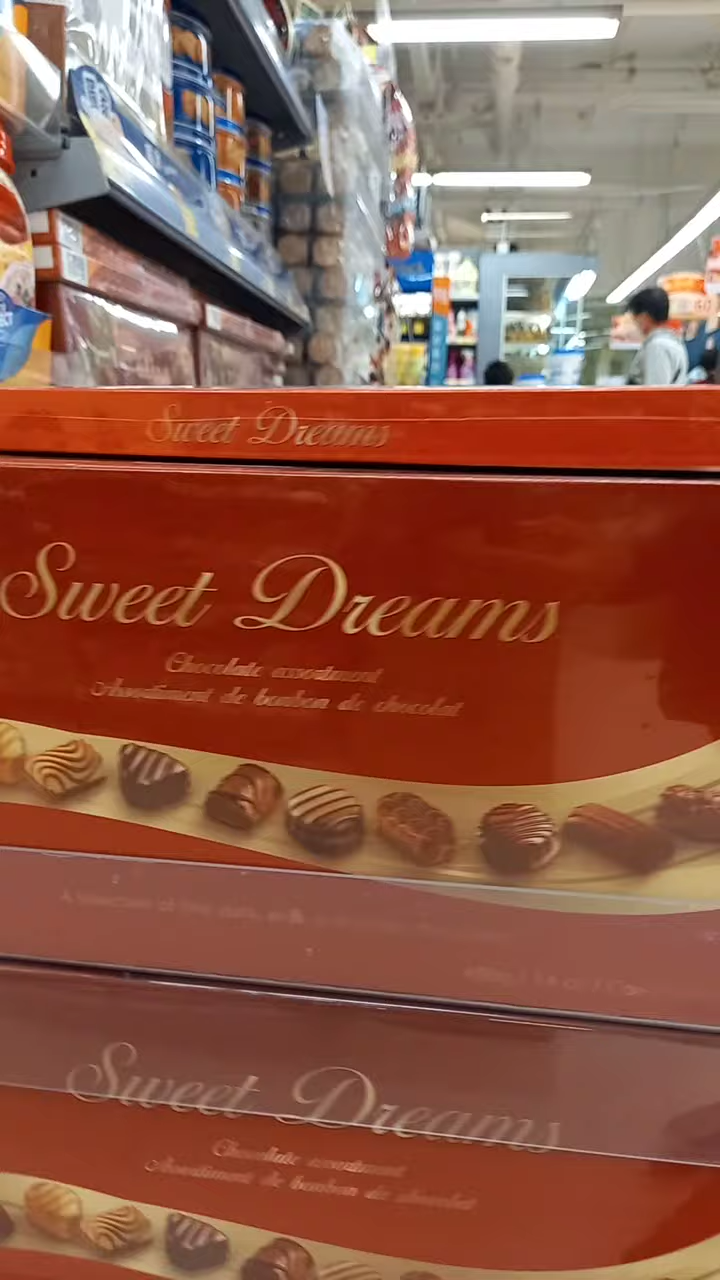 Sweet Dreams
Sweet Dreams
Chocolate assortment
Assortiment de bonbon de chocolat
Sweet Dreams
Chocolate assortment
Assortiment de bonbon de chocolat